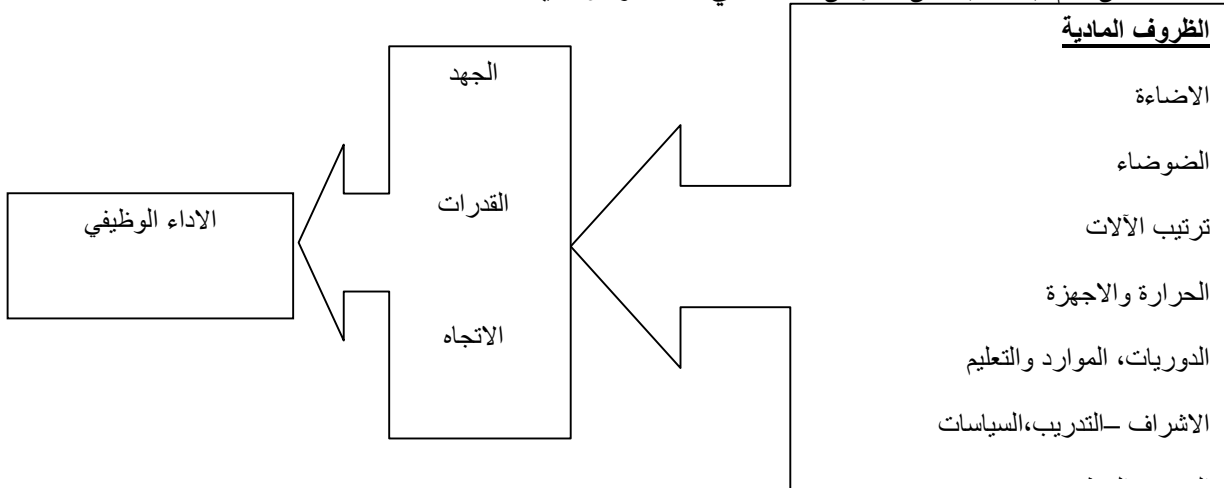 الظروف المادية
الاضاءة
الضوضاء
ترتيب الآلات
الحرارة والاجهزة
الدوريات، الموارد والتعليم
الاشراف –التدريب،السياسات
الجهد
القدرات
الاتجاه
الاداء الوظيفي